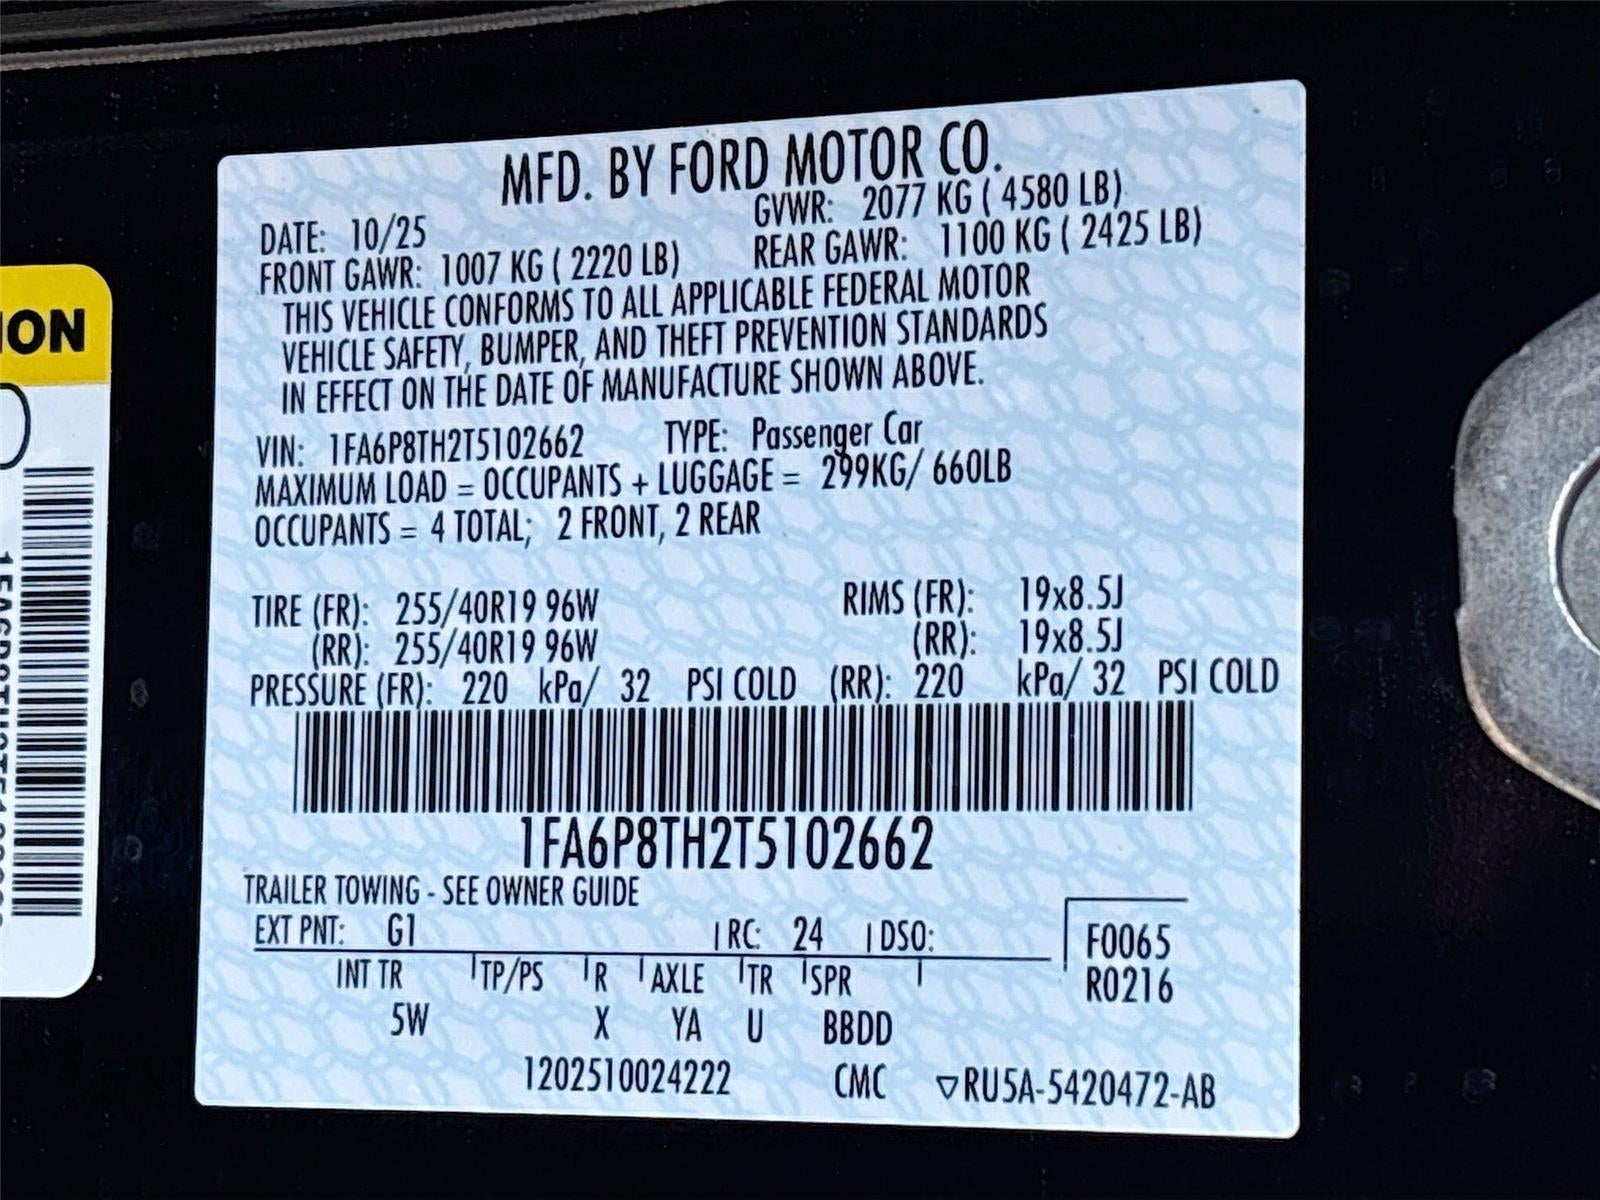 MFD. BY FORD MOTOR CO.
DATE: 10/25 GVWR: 2077 KG ( 4580 LB)
FRONT GAWR: 1007 KG ( 2220 LB) REAR GAWR: 1100 KG ( 2425 LB)
THIS VEHICLE CONFORMS TO ALL APPLICABLE FEDERAL MOTOR
VEHICLE SAFETY, BUMPER, AND THEFT PREVENTION STANDARDS
IN EFFECT ON THE DATE OF MANUFACTURE SHOWN ABOVE.
VIN: 1FA6P8TH2T5102662 TYPE: Passenger Car
MAXIMUM LOAD = OCCUPANTS + LUGGAGE = 299KG/ 660LB
OCCUPANTS = 4 TOTAL; 2 FRONT, 2 REAR
TIRE (FR): 255/40R19 96W RIMS (FR): 19x8.5J
(RR): 255/40R19 96W (RR): 19x8.5J
PRESSURE (FR): 220 kPa/ 32 PSI COLD (RR): 220 kPa/ 32 PSI COLD
1FA6P8TH2T5102662
TRAILER TOWING - SEE OWNER GUIDE
EXT PNT: G1 RC: 24 DSO: F0065
R0216
INT TR TP/PS R AXLE TR SPR
5W X YA U BBDD
1202510024222 CMC ▽RU5A-5420472-AB
ION